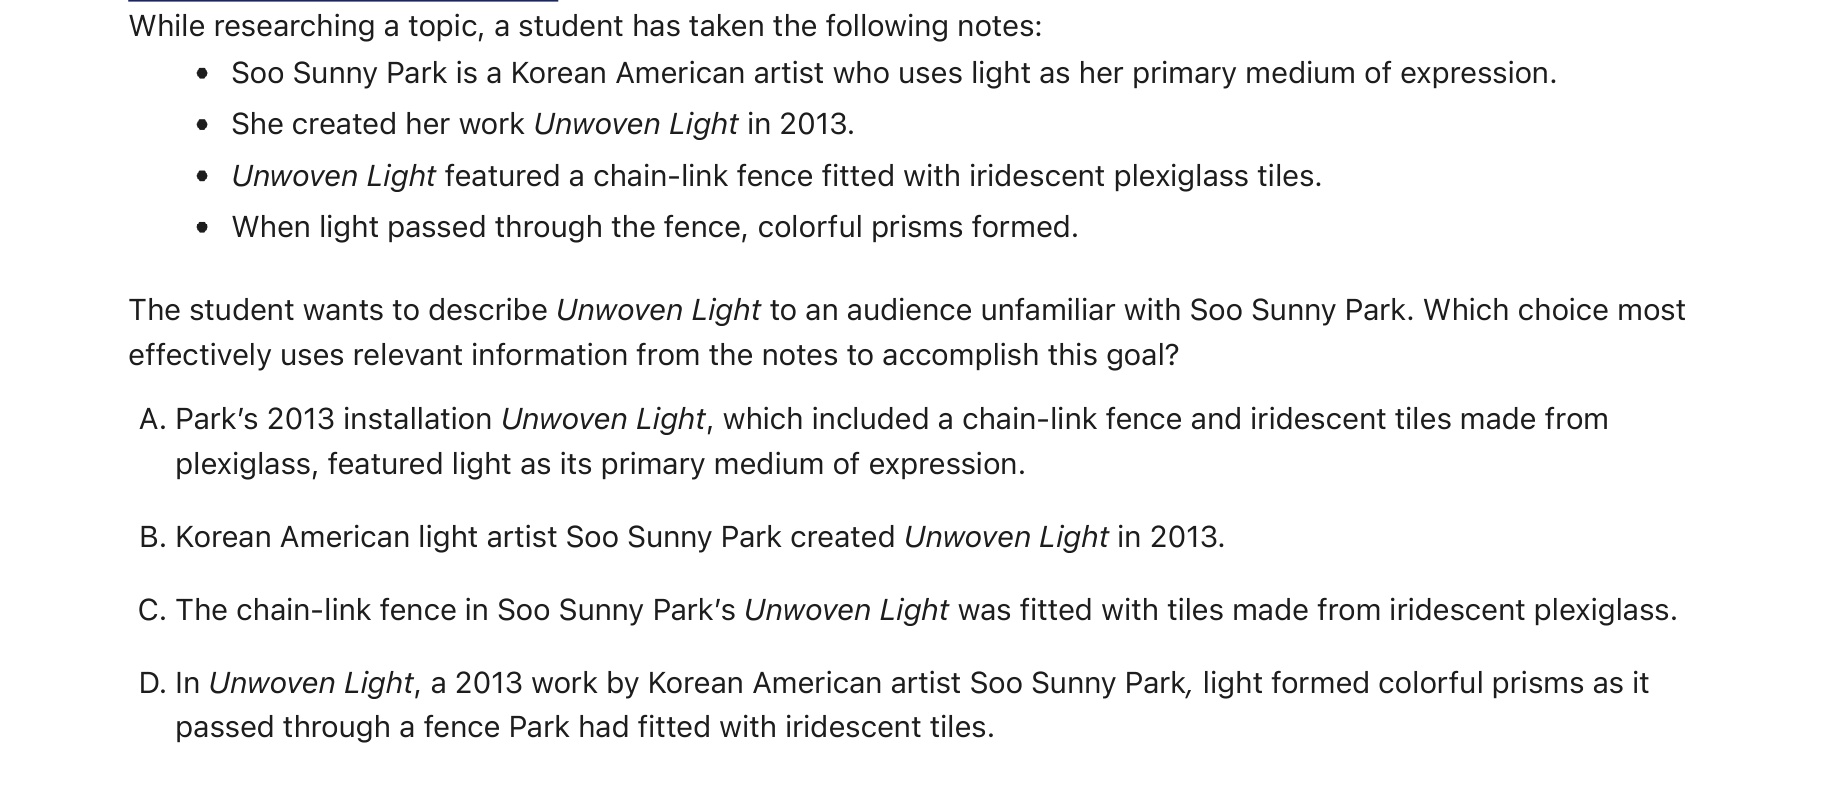 While researching a topic, a student has taken the following notes:
• Soo Sunny Park is a Korean American artist who uses light as her primary medium of expression.
• She created her work Unwoven Light in 2013.
• Unwoven Light featured a chain-link fence fitted with iridescent plexiglass tiles.
• When light passed through the fence, colorful prisms formed.
The student wants to describe Unwoven Light to an audience unfamiliar with Soo Sunny Park. Which choice most
effectively uses relevant information from the notes to accomplish this goal?
A. Park’s 2013 installation Unwoven Light, which included a chain-link fence and iridescent tiles made from
plexiglass, featured light as its primary medium of expression.
B. Korean American light artist Soo Sunny Park created Unwoven Light in 2013.
C. The chain-link fence in Soo Sunny Park’s Unwoven Light was fitted with tiles made from iridescent plexiglass.
D. In Unwoven Light, a 2013 work by Korean American artist Soo Sunny Park, light formed colorful prisms as it
passed through a fence Park had fitted with iridescent tiles.